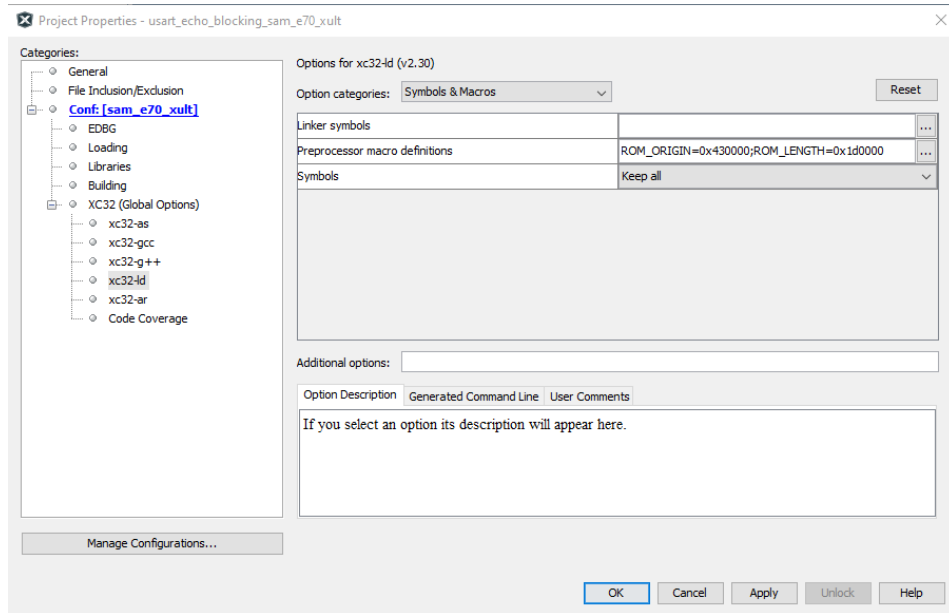 Project Properties - usart_echo_blocking_sam_e70_xult
Categories:
General
File Inclusion/Exclusion
Conf: [sam_e70_xult]
EDBG
Loading
Libraries
Building
XC32 (Global Options)
xc32-as
xc32-gcc
xc32-g++
xc32-ld
xc32-ar
Code Coverage
Manage Configurations...
Options for xc32-ld (v2.30)
Option categories: Symbols & Macros Reset
Linker symbols ...
Preprocessor macro definitions ROM_ORIGIN=0x430000;ROM_LENGTH=0x1d0000 ...
Symbols Keep all
Additional options:
Option Description Generated Command Line User Comments
If you select an option its description will appear here.
OK Cancel Apply Unlock Help